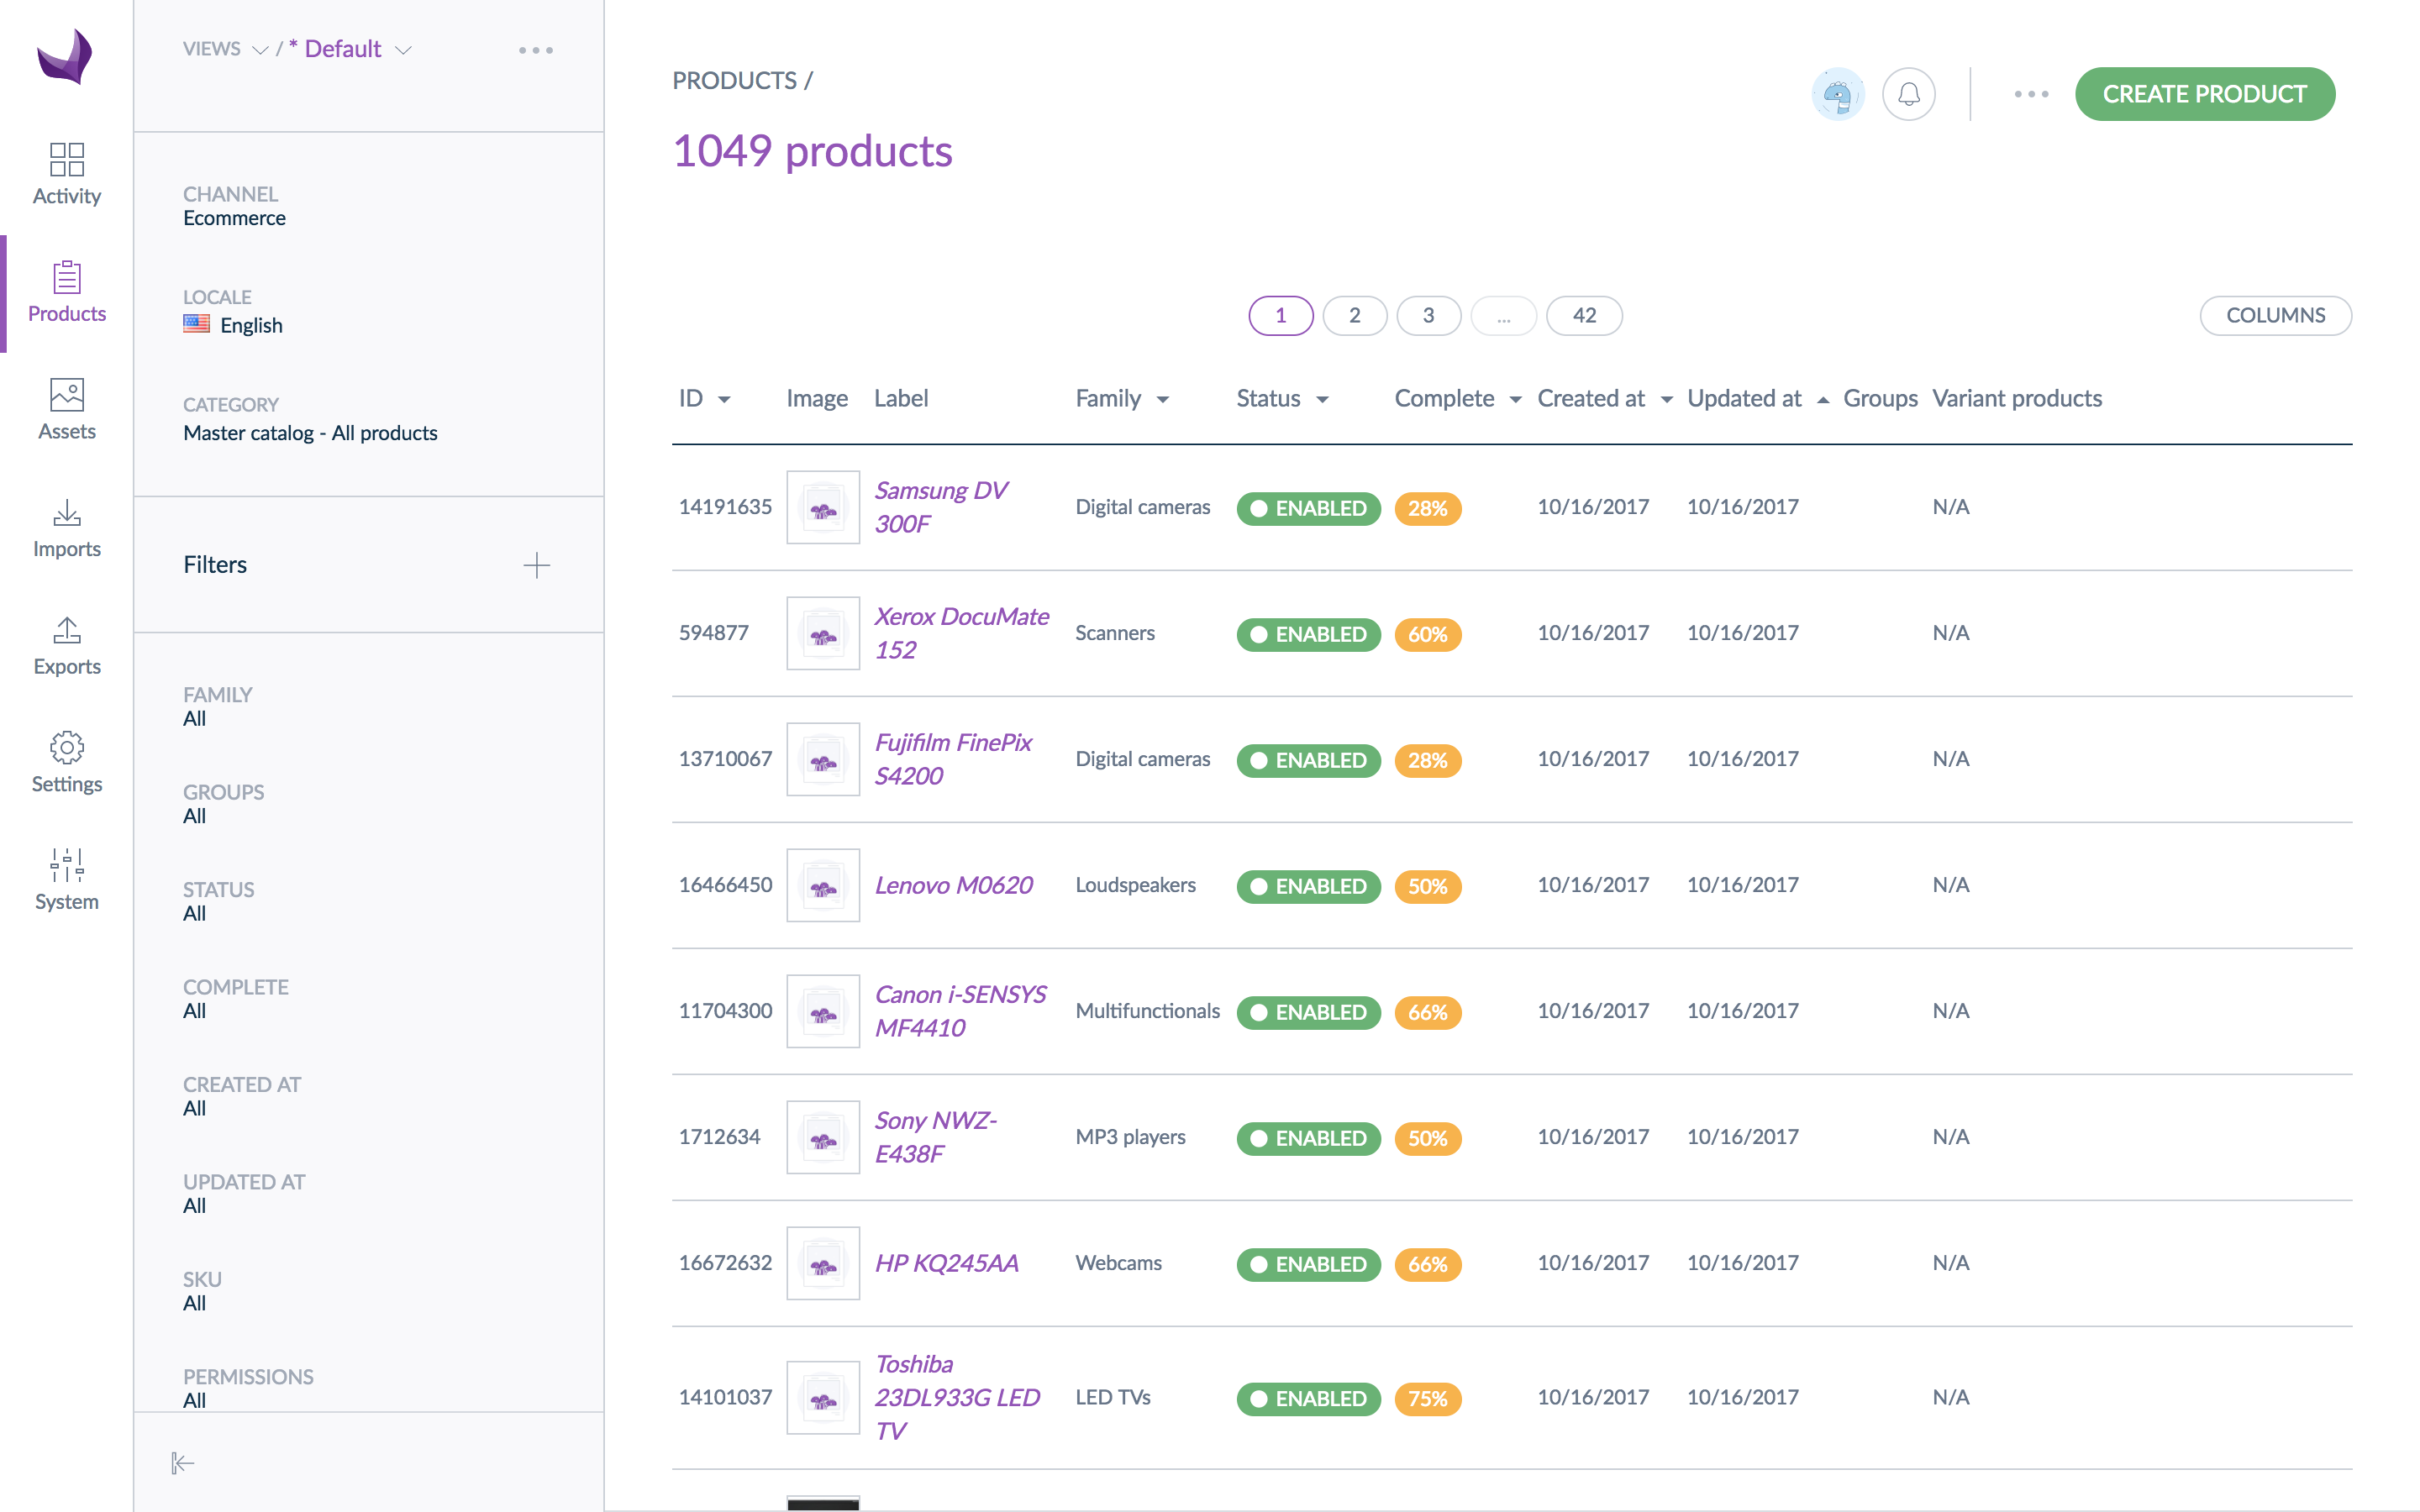 VIEWS / * Default
Activity
Products
Assets
Imports
Exports
Settings
System
CHANNEL
Ecommerce
LOCALE
English
CATEGORY
Master catalog - All products
Filters
FAMILY
All
GROUPS
All
STATUS
All
COMPLETE
All
CREATED AT
All
UPDATED AT
All
SKU
All
PERMISSIONS
All
PRODUCTS /
CREATE PRODUCT
1049 products
1 2 3 ... 42
COLUMNS
ID Image Label Family Status Complete Created at Updated at Groups Variant products
14191635 Samsung DV
300F Digital cameras ENABLED 28% 10/16/2017 10/16/2017 N/A
594877 Xerox DocuMate
152 Scanners ENABLED 60% 10/16/2017 10/16/2017 N/A
13710067 Fujifilm FinePix
S4200 Digital cameras ENABLED 28% 10/16/2017 10/16/2017 N/A
16466450 Lenovo M0620 Loudspeakers ENABLED 50% 10/16/2017 10/16/2017 N/A
11704300 Canon i-SENSYS
MF4410 Multifunctionals ENABLED 66% 10/16/2017 10/16/2017 N/A
1712634 Sony NWZ-
E438F MP3 players ENABLED 50% 10/16/2017 10/16/2017 N/A
16672632 HP KQ245AA Webcams ENABLED 66% 10/16/2017 10/16/2017 N/A
Toshiba
14101037 23DL933G LED LED TVs ENABLED 75% 10/16/2017 10/16/2017 N/A
TV